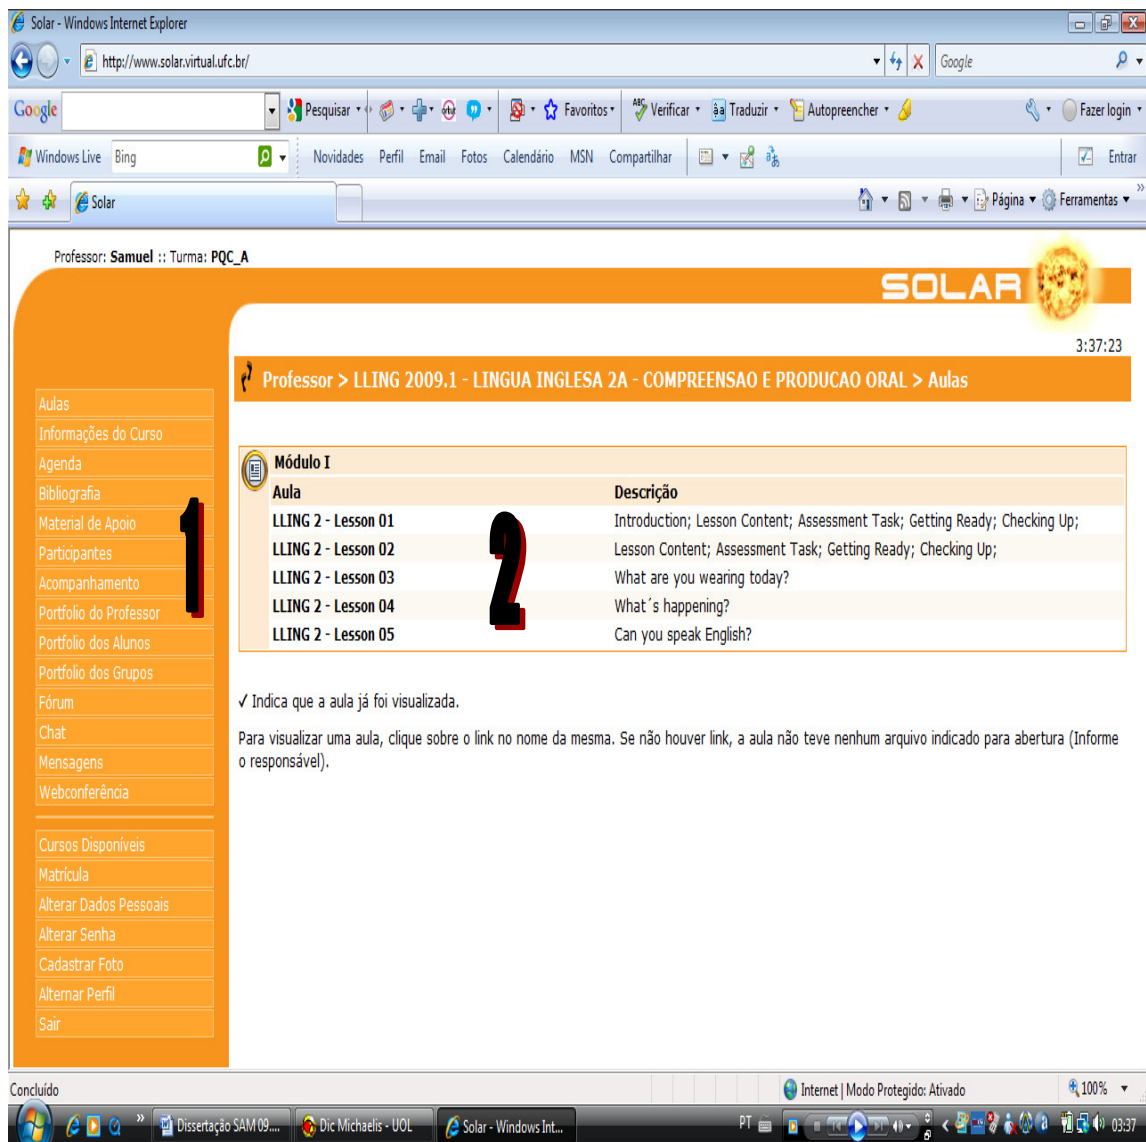 Solar - Windows Internet Explorer
http://www.solar.virtual.ufc.br/
Google
Google Pesquisar Favoritos Verificar Traduzir Autopreencher Fazer login
Windows Live Bing Novidades Perfil Email Fotos Calendário MSN Compartilhar Entrar
Solar Página Ferramentas
Professor: Samuel :: Turma: PQC_A
SOLAR
3:37:23
Professor > LLING 2009.1 - LINGUA INGLESA 2A - COMPREENSAO E PRODUCAO ORAL > Aulas
Aulas
Informações do Curso
Agenda
Bibliografia
Material de Apoio
Participantes
Acompanhamento
Portfolio do Professor
Portfolio dos Alunos
Portfolio dos Grupos
Fórum
Chat
Mensagens
Webconferência
Cursos Disponíveis
Matrícula
Alterar Dados Pessoais
Alterar Senha
Cadastrar Foto
Alternar Perfil
Sair
1
Módulo I
Aula Descrição
LLING 2 - Lesson 01 Introduction; Lesson Content; Assessment Task; Getting Ready; Checking Up;
LLING 2 - Lesson 02 Lesson Content; Assessment Task; Getting Ready; Checking Up;
LLING 2 - Lesson 03 What are you wearing today?
LLING 2 - Lesson 04 What´s happening?
LLING 2 - Lesson 05 Can you speak English?
2
✓ Indica que a aula já foi visualizada.
Para visualizar uma aula, clique sobre o link no nome da mesma. Se não houver link, a aula não teve nenhum arquivo indicado para abertura (Informe
o responsável).
Concluído Internet | Modo Protegido: Ativado 100%
Dissertação SAM 09.... Dic Michaelis - UOL Solar - Windows Int... PT 03:37